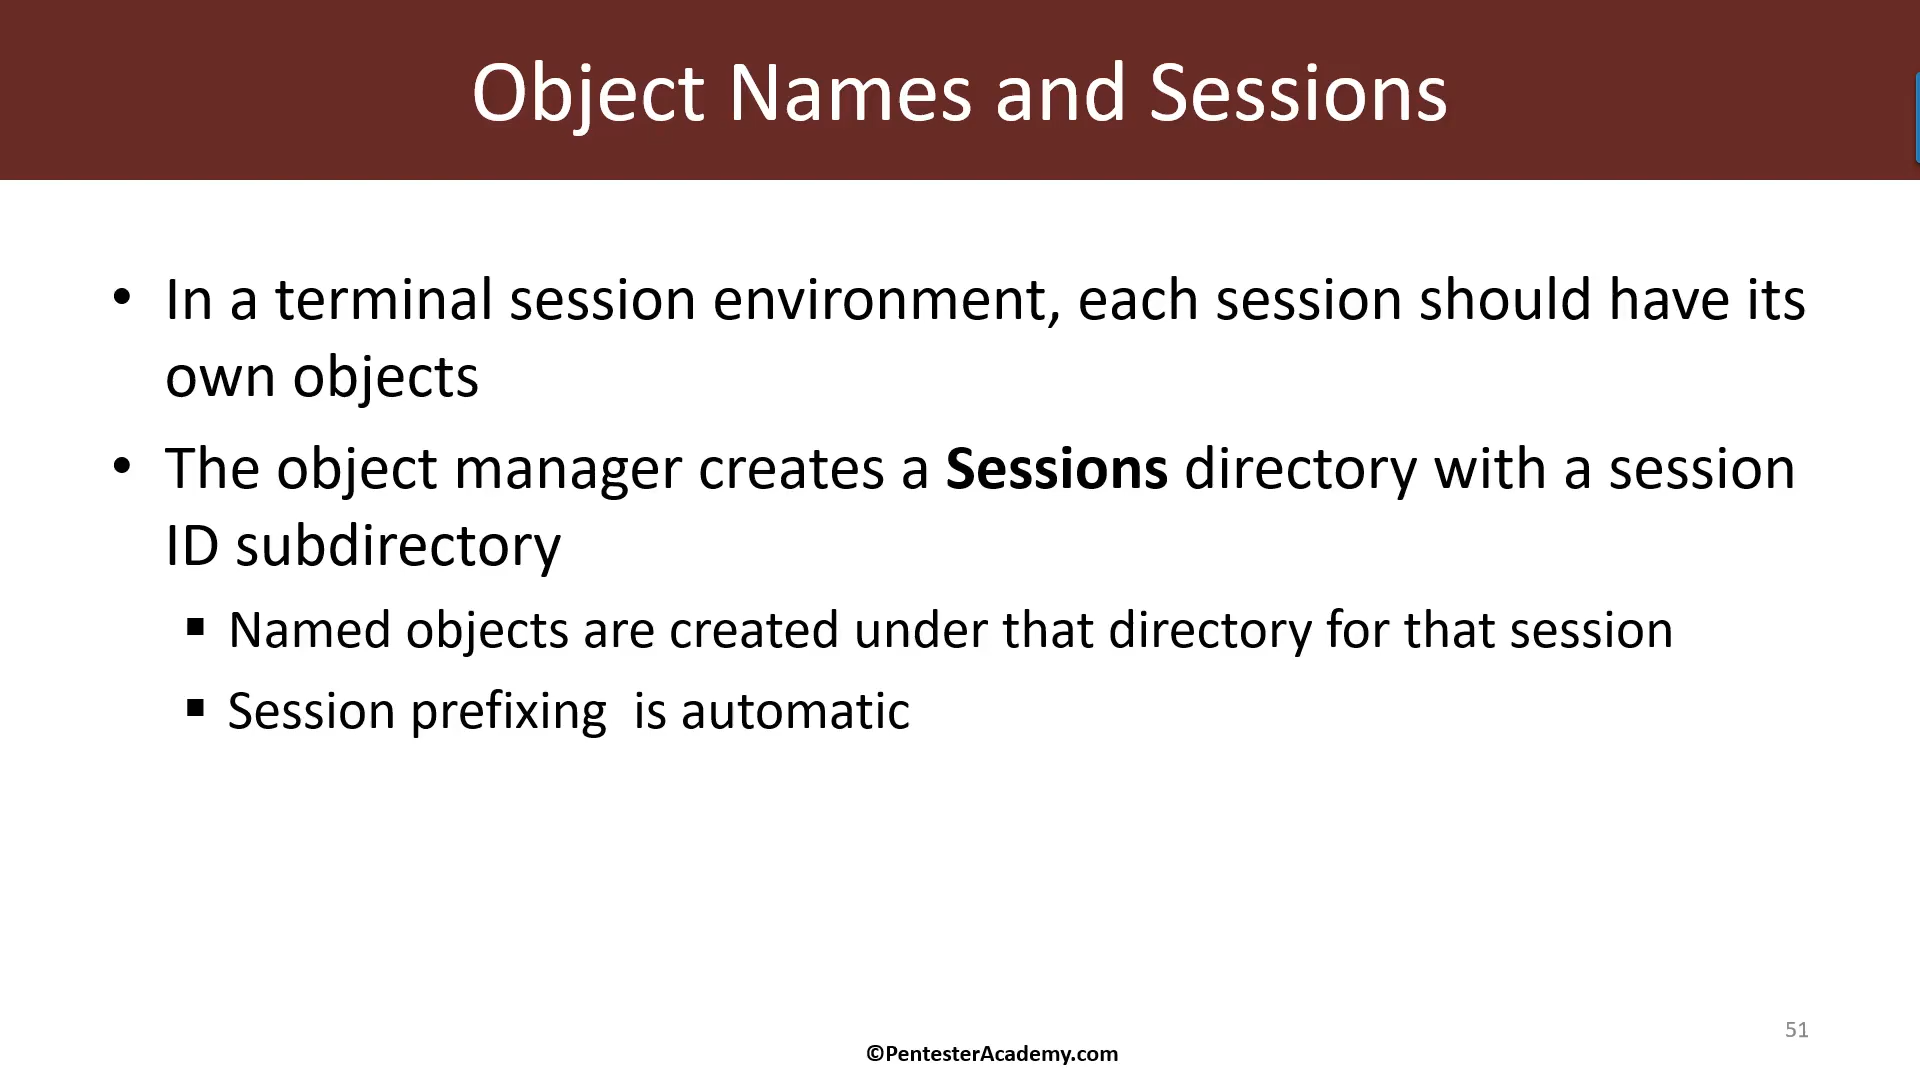 Object Names and Sessions
• In a terminal session environment, each session should have its
own objects
• The object manager creates a Sessions directory with a session
ID subdirectory
▪ Named objects are created under that directory for that session
▪ Session prefixing  is automatic
51
©PentesterAcademy.com